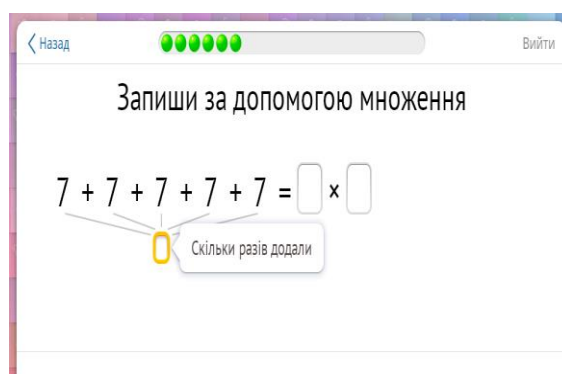 Назад
Вийти
Запиши за допомогою множення
7 + 7 + 7 + 7 + 7 = ×
Скільки разів додали